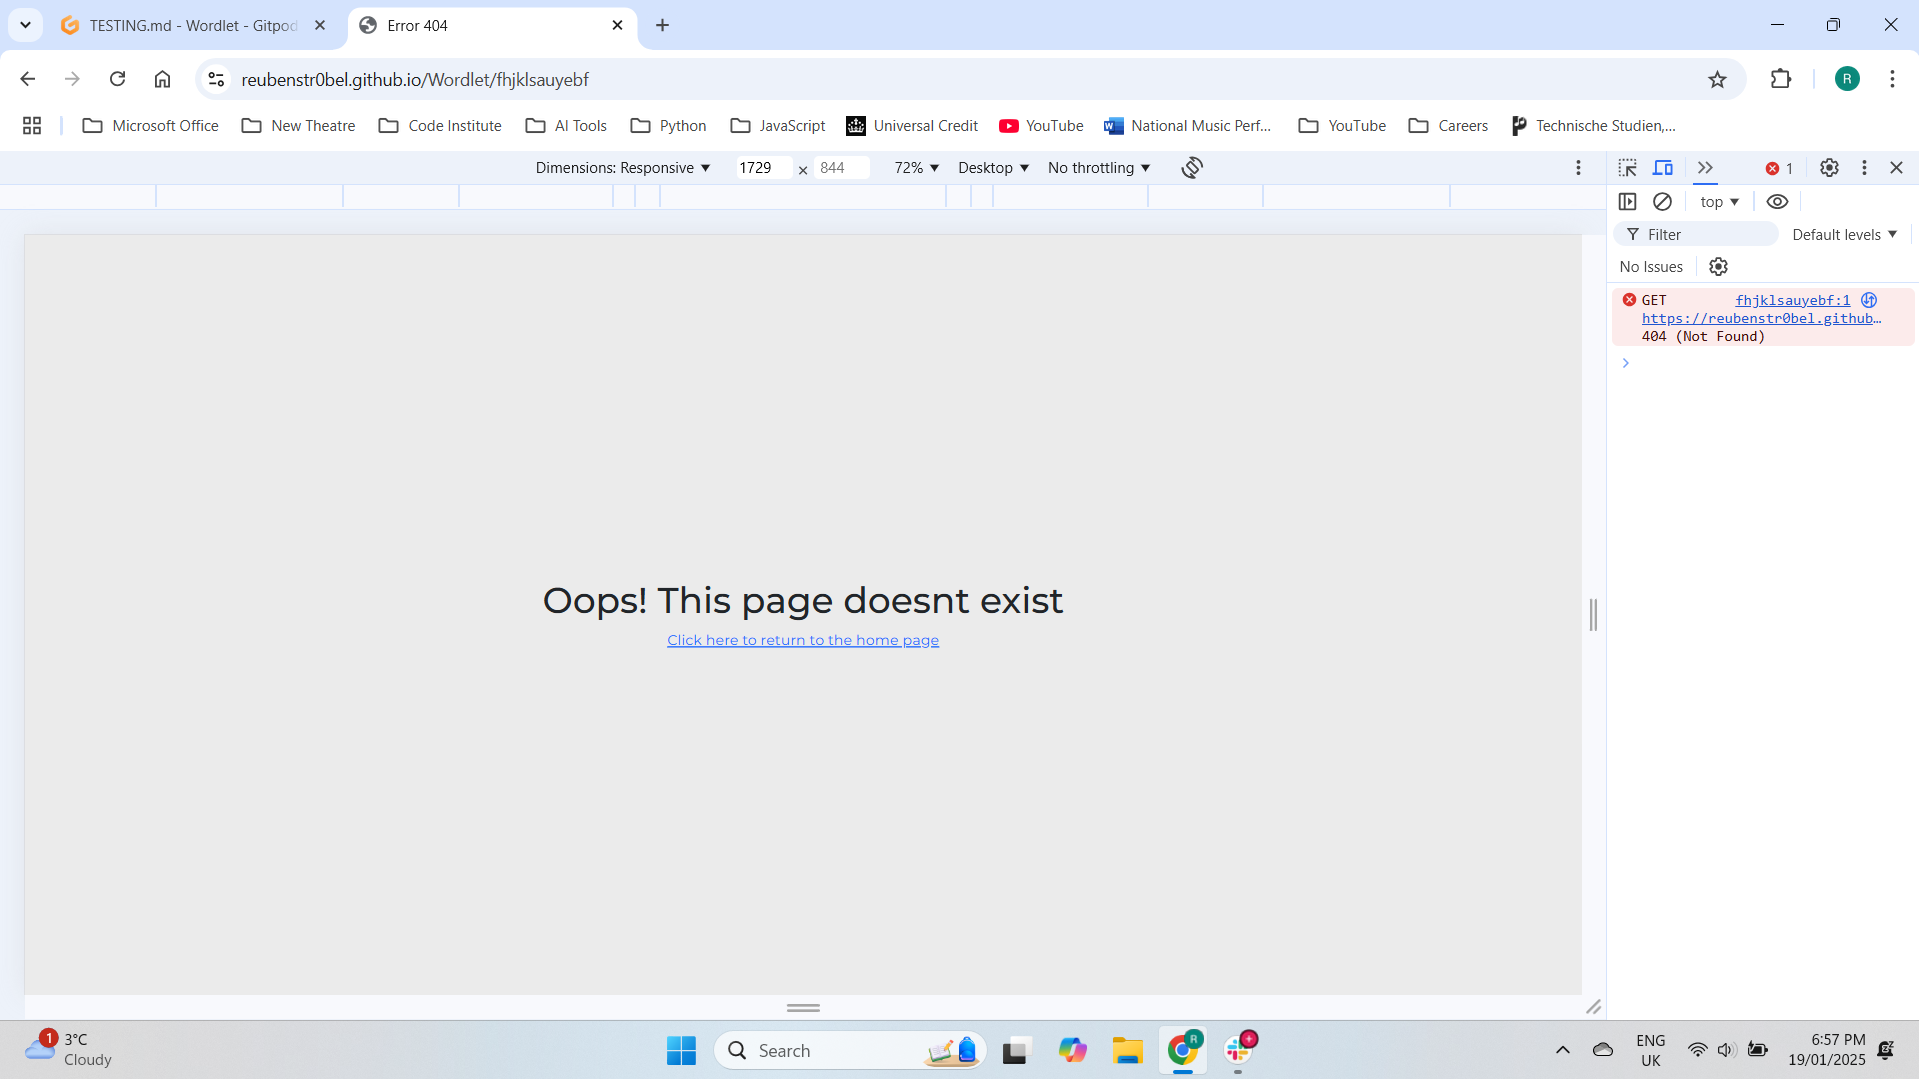 TESTING.md - Wordlet - Gitpod
Error 404
reubenstr0bel.github.io/Wordlet/fhjklsauyebf
R
Microsoft Office
New Theatre
Code Institute
AI Tools
Python
JavaScript
Universal Credit
YouTube
National Music Perf...
YouTube
Careers
Technische Studien,...
Dimensions: Responsive
1729
×
844
72%
Desktop
No throttling
1
top
Filter
Default levels
No Issues
GET fhjklsauyebf:1
https://reubenstr0bel.github…
404 (Not Found)
Oops! This page doesnt exist
Click here to return to the home page
1
3°C
Cloudy
Search
R
ENG
UK
6:57 PM
19/01/2025